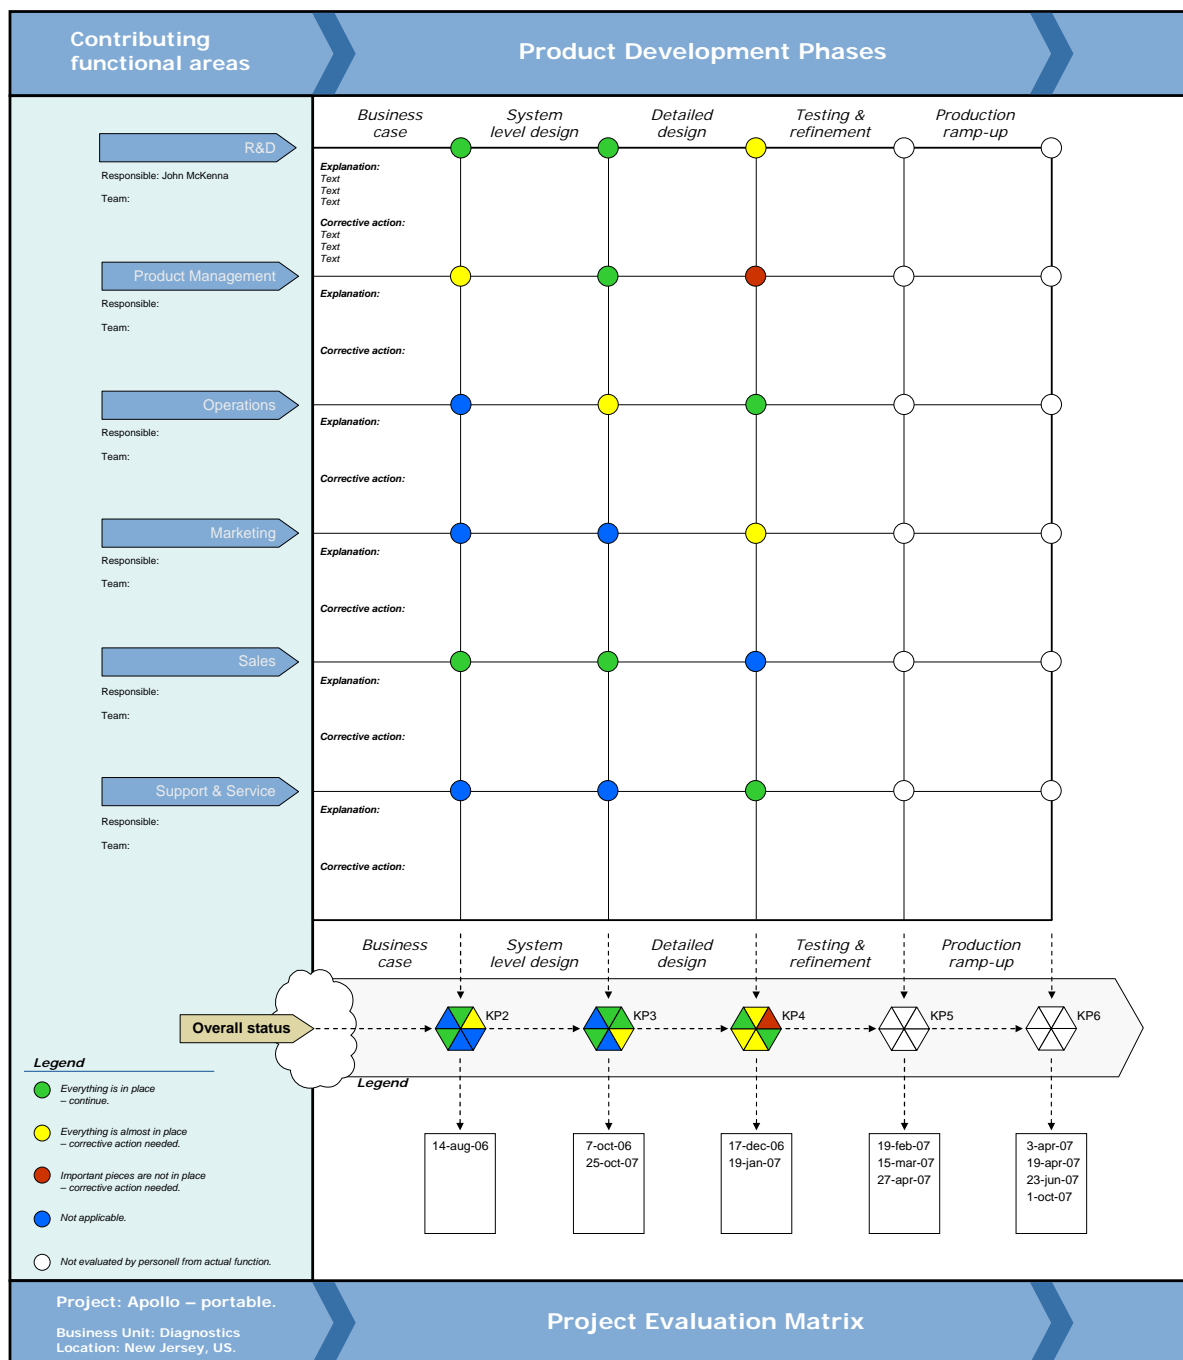 Contributing
functional areas
Product Development Phases
Business
case
System
level design
Detailed
design
Testing &
refinement
Production
ramp-up
R&D
Responsible: John McKenna
Team:
Explanation:
Text
Text
Text
Corrective action:
Text
Text
Text
Product Management
Responsible:
Team:
Explanation:
Corrective action:
Operations
Responsible:
Team:
Explanation:
Corrective action:
Marketing
Responsible:
Team:
Explanation:
Corrective action:
Sales
Responsible:
Team:
Explanation:
Corrective action:
Support & Service
Responsible:
Team:
Explanation:
Corrective action:
Business
case
System
level design
Detailed
design
Testing &
refinement
Production
ramp-up
Overall status
KP2
KP3
KP4
KP5
KP6
Legend
Legend
Everything is in place
– continue.
Everything is almost in place
– corrective action needed.
Important pieces are not in place
– corrective action needed.
Not applicable.
Not evaluated by personell from actual function.
14-aug-06
7-oct-06
25-oct-07
17-dec-06
19-jan-07
19-feb-07
15-mar-07
27-apr-07
3-apr-07
19-apr-07
23-jun-07
1-oct-07
Project: Apollo – portable.
Business Unit: Diagnostics
Location: New Jersey, US.
Project Evaluation Matrix